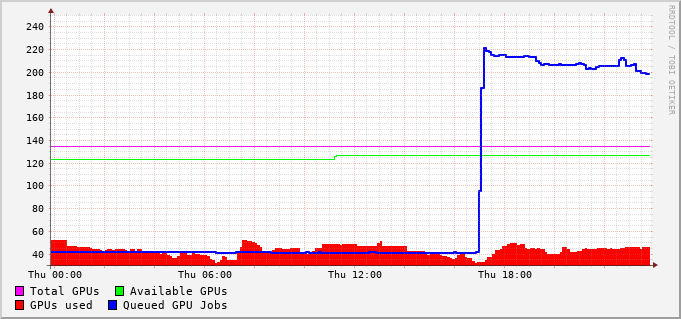 240
220
200
180
160
140
120
100
80
60
40
Thu 00:00 Thu 06:00 Thu 12:00 Thu 18:00
Total GPUs Available GPUs
GPUs used Queued GPU Jobs
RRDTOOL / TOBI OETIKER